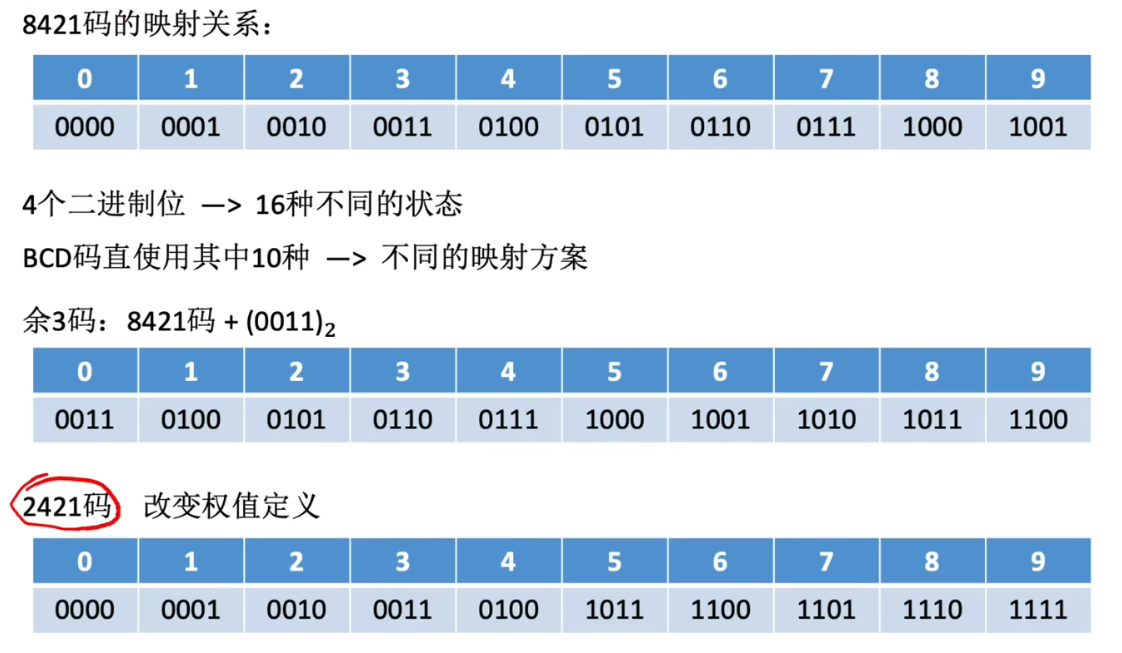 8421码的映射关系：
0 1 2 3 4 5 6 7 8 9
0000 0001 0010 0011 0100 0101 0110 0111 1000 1001
4个二进制位 —> 16种不同的状态
BCD码直使用其中10种 —> 不同的映射方案
余3码：8421码 + (0011)₂
0 1 2 3 4 5 6 7 8 9
0011 0100 0101 0110 0111 1000 1001 1010 1011 1100
2421码 改变权值定义
0 1 2 3 4 5 6 7 8 9
0000 0001 0010 0011 0100 1011 1100 1101 1110 1111